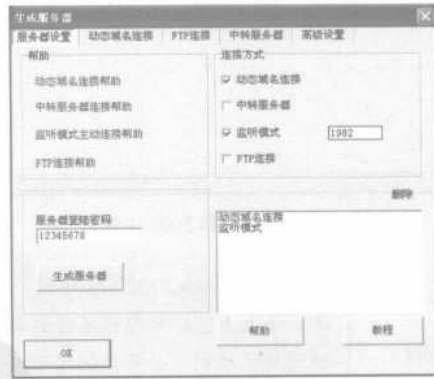 生成服务器
服务器设置 动态域名连接 FTP连接 中转服务器 高级设置
帮助
动态域名连接帮助
中转服务器连接帮助
监听模式主动连接帮助
FTP连接帮助
连接方式
动态域名连接
中转服务器
监听模式 1982
FTP连接
服务器登陆密码
12345678
生成服务器
删除
动态域名连接
监听模式
帮助 教程
OK